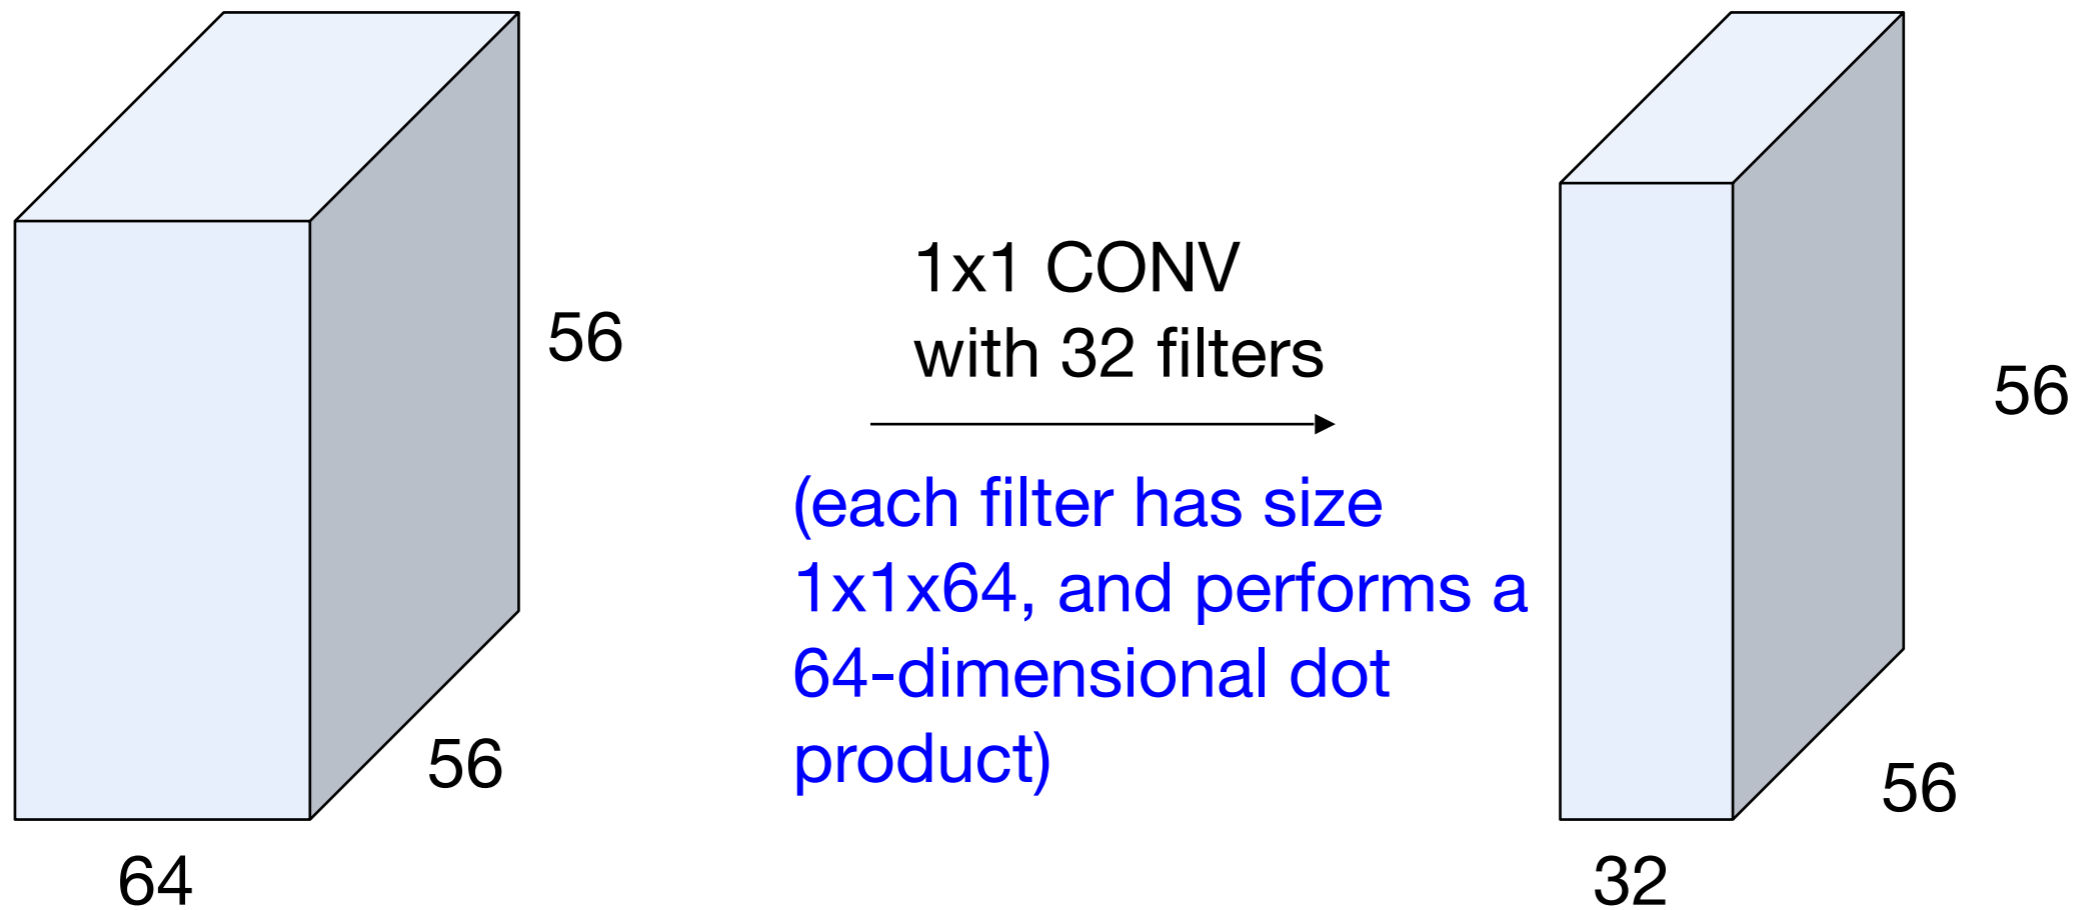 56
56
64
1x1 CONV
with 32 filters
(each filter has size
1x1x64, and performs a
64-dimensional dot
product)
56
56
32